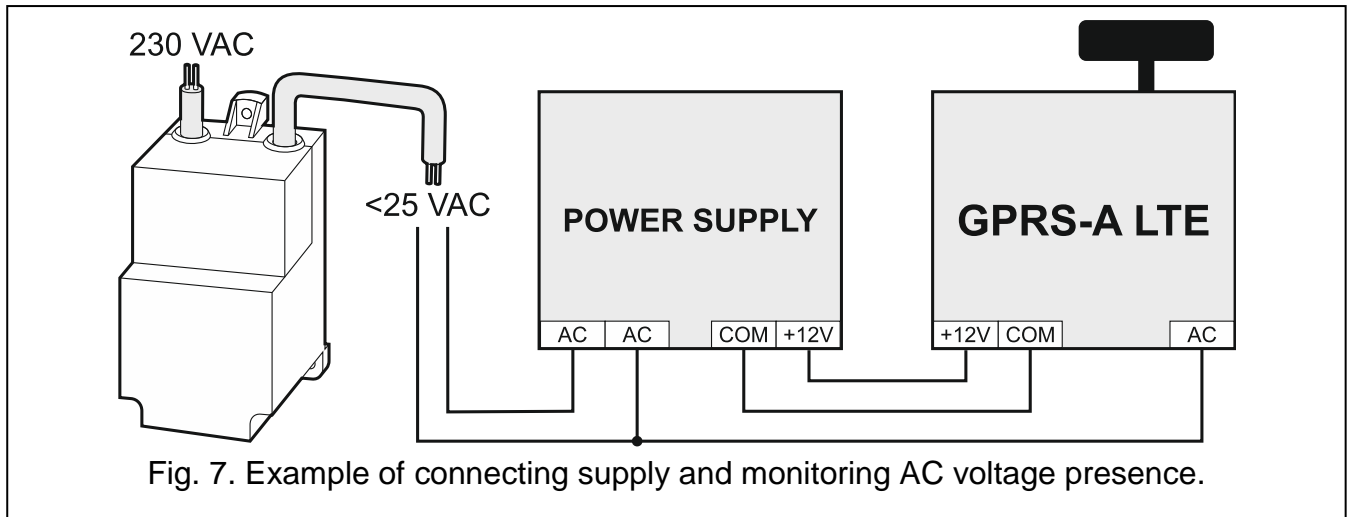 230 VAC
<25 VAC
POWER SUPPLY
AC AC COM +12V
GPRS-A LTE
+12V COM AC
Fig. 7. Example of connecting supply and monitoring AC voltage presence.